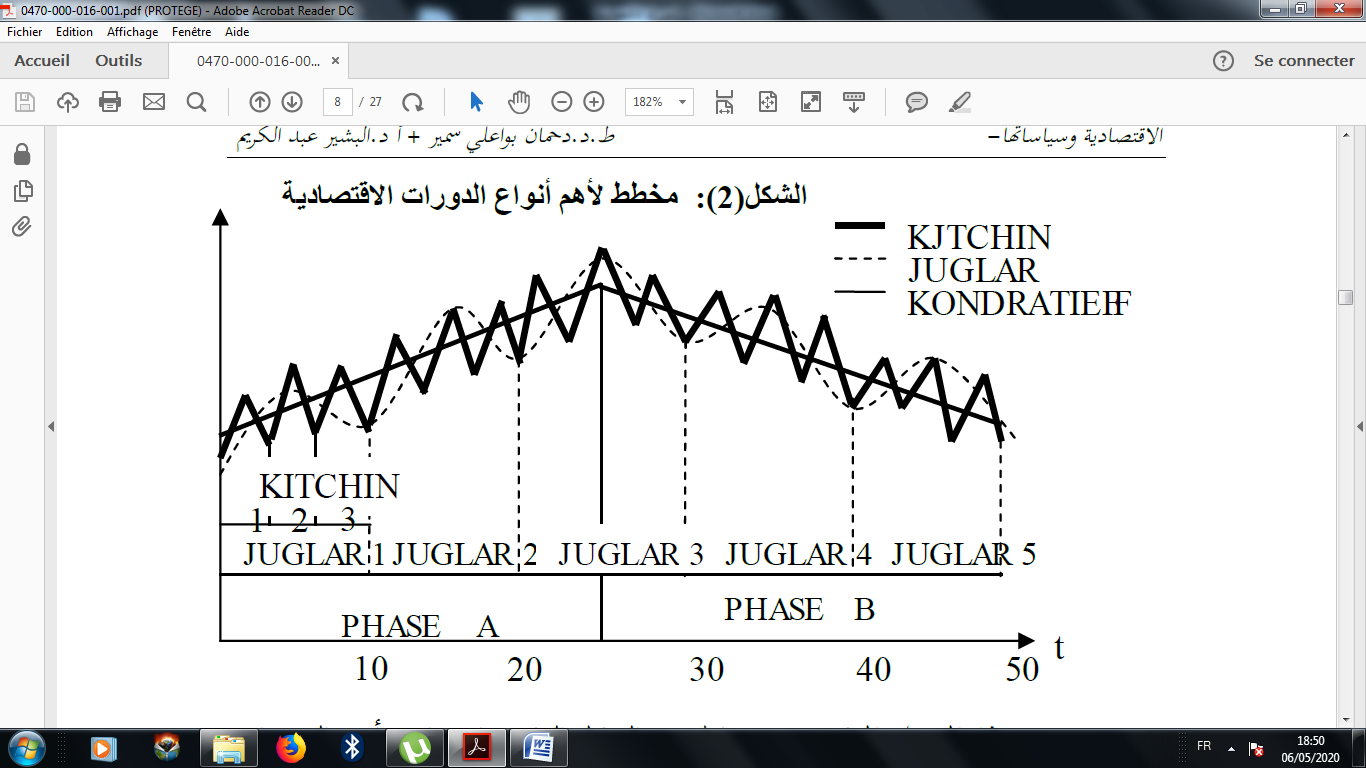 0470-000-016-001.pdf (PROTEGE) - Adobe Acrobat Reader DC
Fichier Edition Affichage Fenêtre Aide
Accueil Outils 0470-000-016-00... × ? Se connecter
8 / 27 182%
الاقتصادية وسياساتها- ط.د.دحمان بواعلي سمير + أ د.البشير عبد الكريم
الشكل(2): مخطط لأهم أنواع الدورات الاقتصادية
KJTCHIN
JUGLAR
KONDRATIEFF
KITCHIN
1 2 3
JUGLAR 1 JUGLAR 2 JUGLAR 3 JUGLAR 4 JUGLAR 5
PHASE A PHASE B
t
10 20 30 40 50
FR 18:50
06/05/2020